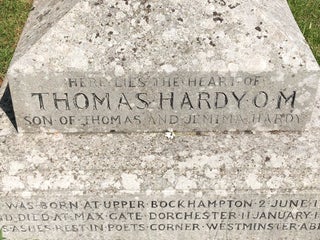 HERE LIES THE HEART OF
THOMAS HARDY O.M
SON OF THOMAS AND JEMIMA HARDY
WAS BORN AT UPPER BOCKHAMPTON 2 JUNE
DIED AT MAX GATE DORCHESTER 11 JANUARY
ASHES REST IN POETS CORNER WESTMINSTER